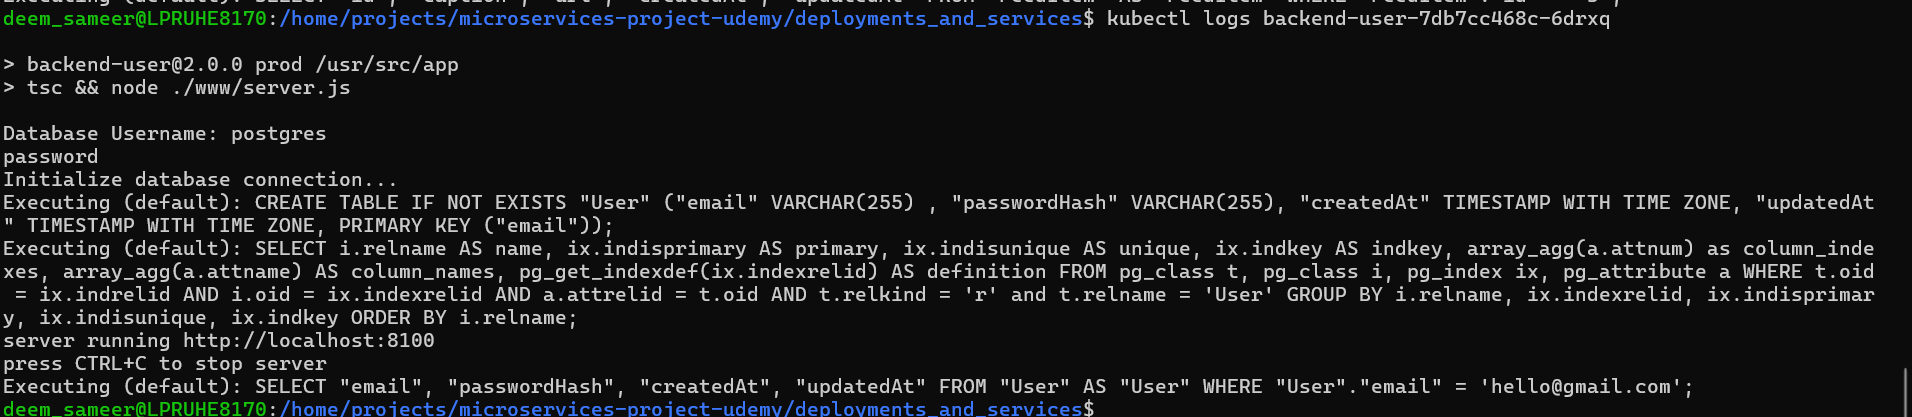 deem_sameer@LPRUHE8170:/home/projects/microservices-project-udemy/deployments_and_services$ kubectl logs backend-user-7db7cc468c-6drxq
> backend-user@2.0.0 prod /usr/src/app
> tsc && node ./www/server.js
Database Username: postgres
password
Initialize database connection...
Executing (default): CREATE TABLE IF NOT EXISTS "User" ("email" VARCHAR(255) , "passwordHash" VARCHAR(255), "createdAt" TIMESTAMP WITH TIME ZONE, "updatedAt
" TIMESTAMP WITH TIME ZONE, PRIMARY KEY ("email"));
Executing (default): SELECT i.relname AS name, ix.indisprimary AS primary, ix.indisunique AS unique, ix.indkey AS indkey, array_agg(a.attnum) as column_inde
xes, array_agg(a.attname) AS column_names, pg_get_indexdef(ix.indexrelid) AS definition FROM pg_class t, pg_class i, pg_index ix, pg_attribute a WHERE t.oid
 = ix.indrelid AND i.oid = ix.indexrelid AND a.attrelid = t.oid AND t.relkind = 'r' and t.relname = 'User' GROUP BY i.relname, ix.indexrelid, ix.indisprimar
y, ix.indisunique, ix.indkey ORDER BY i.relname;
server running http://localhost:8100
press CTRL+C to stop server
Executing (default): SELECT "email", "passwordHash", "createdAt", "updatedAt" FROM "User" AS "User" WHERE "User"."email" = 'hello@gmail.com';
deem_sameer@LPRUHE8170:/home/projects/microservices-project-udemy/deployments_and_services$